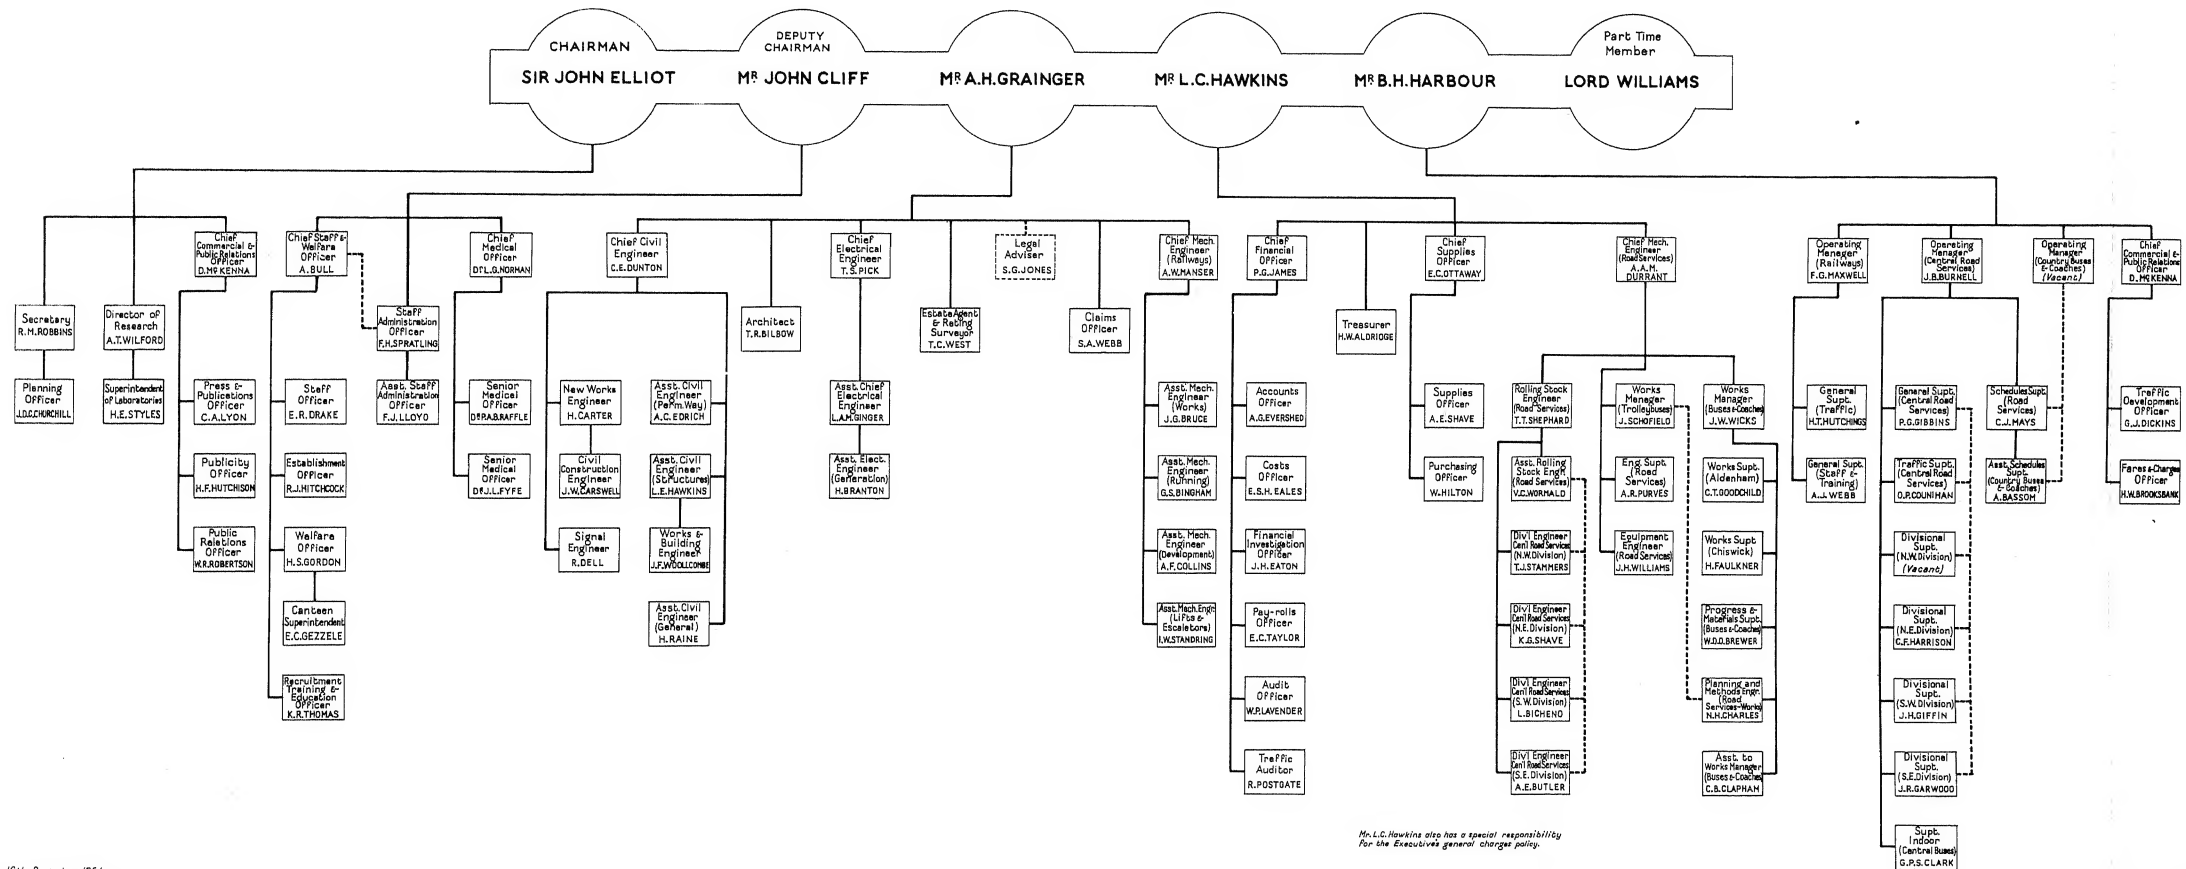 CHAIRMAN
SIR JOHN ELLIOT
DEPUTY
CHAIRMAN
MR JOHN CLIFF
MR A.H.GRAINGER
MR L.C.HAWKINS
MR B.H.HARBOUR
Part Time
Member
LORD WILLIAMS
Chief
Commercial &
Public Relations
Officer
D.McKENNA
Chief Staff &
Welfare
Officer
A.BULL
Chief
Medical
Officer
Dr L.G.NORMAN
Chief Civil
Engineer
C.E.DUNTON
Chief
Electrical
Engineer
T.S.PICK
Legal
Adviser
S.G.JONES
Chief Mech.
Engineer
(Railways)
A.W.MANSER
Chief
Financial
Officer
P.G.JAMES
Chief
Supplies
Officer
E.C.OTTAWAY
Chief Mech.
Engineer
(Road Services)
A.A.M.
DURRANT
Operating
Manager
(Railways)
F.G.MAXWELL
Operating
Manager
(Central Road
Services)
J.B.BURNELL
Operating
Manager
(Country Buses
& Coaches)
(Vacant)
Chief
Commercial &
Public Relations
Officer
D.McKENNA
Secretary
R.M.ROBBINS
Director of
Research
A.T.WILFORD
Staff
Administration
Officer
F.H.SPRATLING
Architect
T.R.BILBOW
Estate Agent
& Rating
Surveyor
T.C.WEST
Claims
Officer
S.A.WEBB
Treasurer
H.W.ALDRIDGE
Planning
Officer
J.D.C.CHURCHILL
Superintendent
of Laboratories
H.E.STYLES
Press &
Publications
Officer
C.A.LYON
Staff
Officer
E.R.DRAKE
Asst. Staff
Administration
Officer
F.J.LLOYD
Senior
Medical
Officer
Dr P.A.B.RAFFLE
New Works
Engineer
H.CARTER
Asst. Civil
Engineer
(Perm.Way)
A.C.EDRICH
Asst. Chief
Electrical
Engineer
L.A.H.GINGER
Asst. Mech.
Engineer
(Works)
J.G.BRUCE
Accounts
Officer
A.G.EVERSHED
Supplies
Officer
A.E.SHAVE
Rolling Stock
Engineer
(Road Services)
T.T.SHEPHARD
Works
Manager
(Trolleybuses)
J.SCHOFIELD
Works
Manager
(Buses & Coaches)
J.W.WICKS
General
Supt.
(Traffic)
H.T.HUTCHINGS
General Supt.
(Central Road
Services)
P.G.GIBBINS
Schedules Supt.
(Road
Services)
C.J.MAYS
Traffic
Development
Officer
G.J.DICKINS
Publicity
Officer
H.F.HUTCHISON
Establishment
Officer
R.J.HITCHCOCK
Senior
Medical
Officer
Dr J.L.FYFE
Civil
Construction
Engineer
J.W.CARSWELL
Asst. Civil
Engineer
(Structures)
L.E.HAWKINS
Asst. Elect.
Engineer
(Generation)
H.BRANTON
Asst. Mech.
Engineer
(Running)
G.S.BINGHAM
Costs
Officer
E.S.H.EALES
Purchasing
Officer
W.HILTON
Asst. Rolling
Stock Engr.
(Road Services)
V.C.WORMALD
Eng. Supt.
(Road
Services)
A.R.PURVES
Works Supt.
(Aldenham)
C.T.GOODCHILD
General Supt.
(Staff &
Training)
A.J.WEBB
Traffic Supt.
(Central Road
Services)
O.P.COUNIHAN
Asst. Schedules
Supt.
(Country Buses
& Coaches)
A.BASSOM
Fares & Charges
Officer
H.W.BROOKSBANK
Public
Relations
Officer
W.R.ROBERTSON
Welfare
Officer
H.S.GORDON
Signal
Engineer
R.DELL
Works &
Building
Engineer
J.F.WOOLLCOMBE
Asst. Mech.
Engineer
(Development)
A.F.COLLINS
Financial
Investigation
Officer
J.H.EATON
Div'l Engineer
Cen'l Road Services
(N.W.Division)
T.J.STAMMERS
Equipment
Engineer
(Road Services)
J.H.WILLIAMS
Works Supt
(Chiswick)
H.FAULKNER
Divisional
Supt.
(N.W.Division)
(Vacant)
Canteen
Superintendent
E.C.GEZZELE
Asst. Civil
Engineer
(General)
H.RAINE
Asst. Mech. Engr.
(Lifts &
Escalators)
I.W.STANDRING
Pay-rolls
Officer
E.C.TAYLOR
Div'l Engineer
Cen'l Road Services
(N.E.Division)
K.G.SHAVE
Progress &
Materials Supt.
(Buses & Coaches)
W.D.D.BREWER
Divisional
Supt.
(N.E.Division)
C.F.HARRISON
Recruitment
Training &
Education
Officer
K.R.THOMAS
Audit
Officer
W.P.LAVENDER
Div'l Engineer
Cen'l Road Services
(S.W.Division)
L.BICHENO
Planning and
Methods Engr.
(Road
Services-Works)
N.H.CHARLES
Divisional
Supt.
(S.W.Division)
J.H.GIFFIN
Traffic
Auditor
R.POSTGATE
Div'l Engineer
Cen'l Road Services
(S.E.Division)
A.E.BUTLER
Asst. to
Works Manager
(Buses & Coaches)
C.B.CLAPHAM
Divisional
Supt.
(S.E.Division)
J.R.GARWOOD
Supt.
Indoor
(Central Buses)
G.P.S.CLARK
Mr. L.C. Hawkins also has a special responsibility
for the Executive's general charges policy.